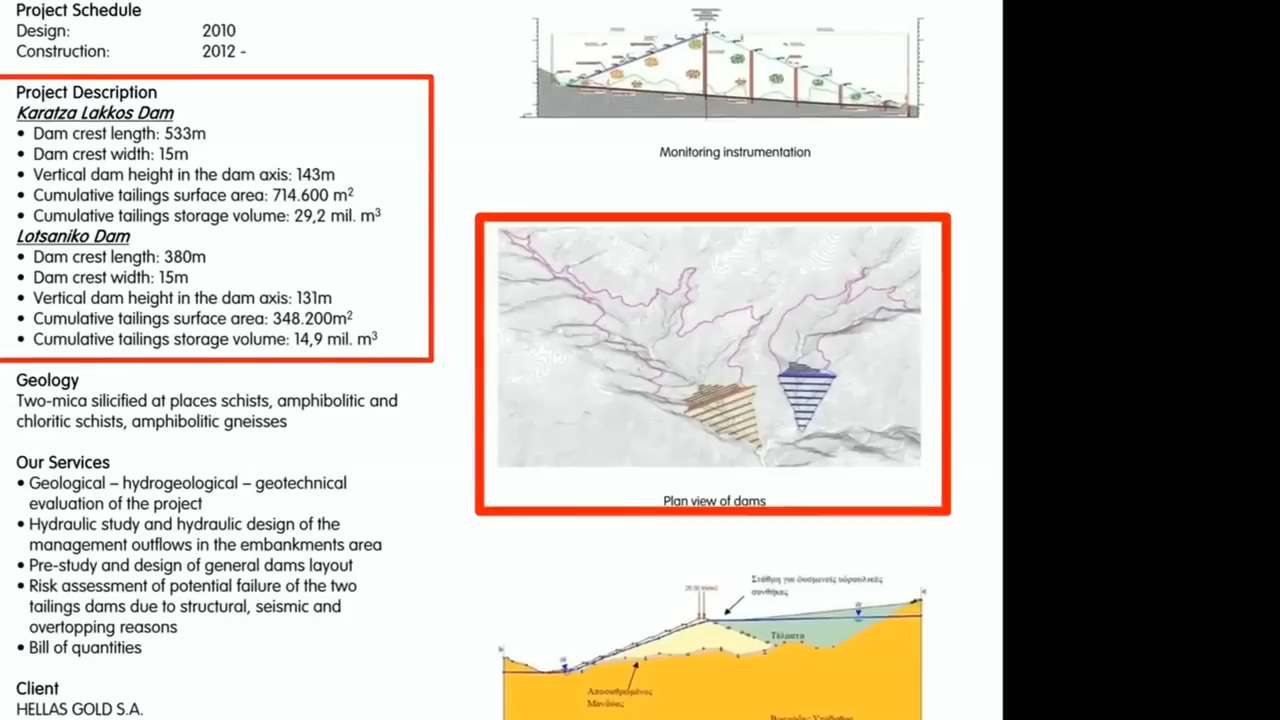 Project Schedule
Design: 2010
Construction: 2012 -
Project Description
Karatza Lakkos Dam
• Dam crest length: 533m
• Dam crest width: 15m
• Vertical dam height in the dam axis: 143m
• Cumulative tailings surface area: 714.600 m²
• Cumulative tailings storage volume: 29,2 mil. m³
Lotsaniko Dam
• Dam crest length: 380m
• Dam crest width: 15m
• Vertical dam height in the dam axis: 131m
• Cumulative tailings surface area: 348.200m²
• Cumulative tailings storage volume: 14,9 mil. m³
Geology
Two-mica silicified at places schists, amphibolitic and
chloritic schists, amphibolitic gneisses
Our Services
• Geological – hydrogeological – geotechnical
evaluation of the project
• Hydraulic study and hydraulic design of the
management outflows in the embankments area
• Pre-study and design of general dams layout
• Risk assessment of potential failure of the two
tailings dams due to structural, seismic and
overtopping reasons
• Bill of quantities
Client
HELLAS GOLD S.A.
Monitoring instrumentation
Plan view of dams
Στάθμη για δυσμενείς υδραυλικές
συνθήκες
Τέλματα
Αποσαθρωμένος
Μανδύας